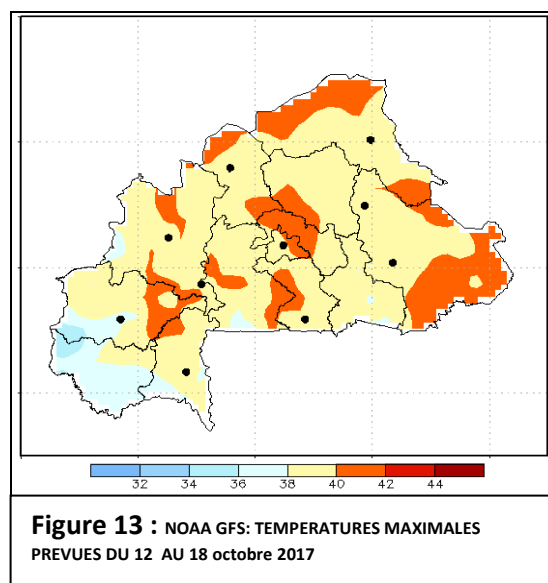 32 34 36 38 40 42 44
Figure 13 : NOAA GFS: TEMPERATURES MAXIMALES
PREVUES DU 12 AU 18 octobre 2017